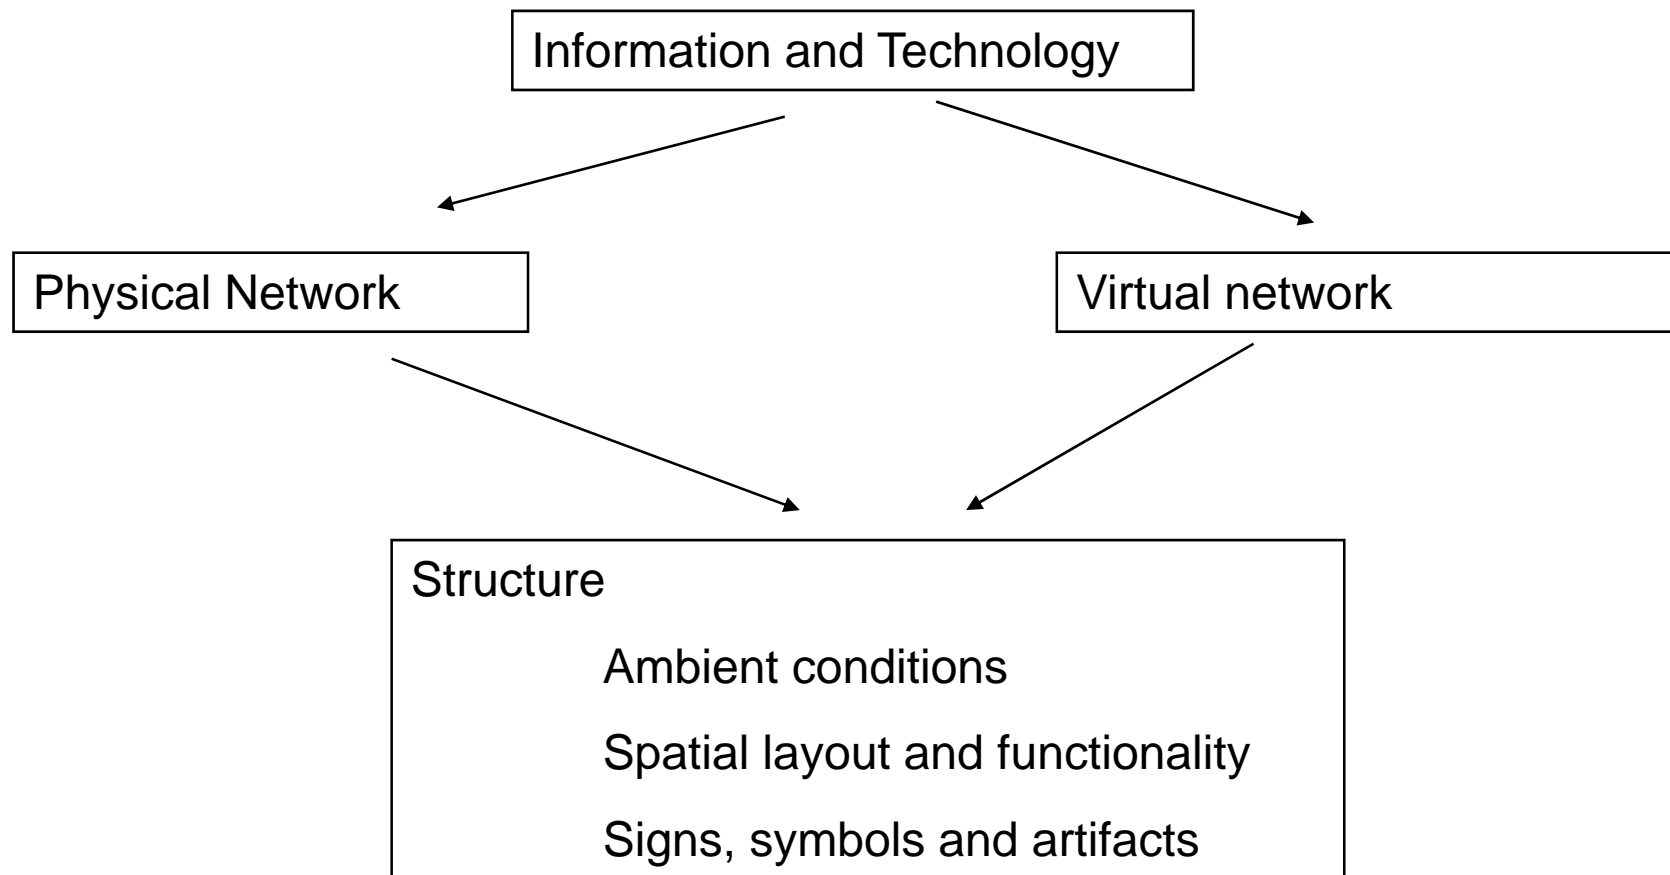 Information and Technology
Physical Network
Virtual network
Structure
Ambient conditions
Spatial layout and functionality
Signs, symbols and artifacts